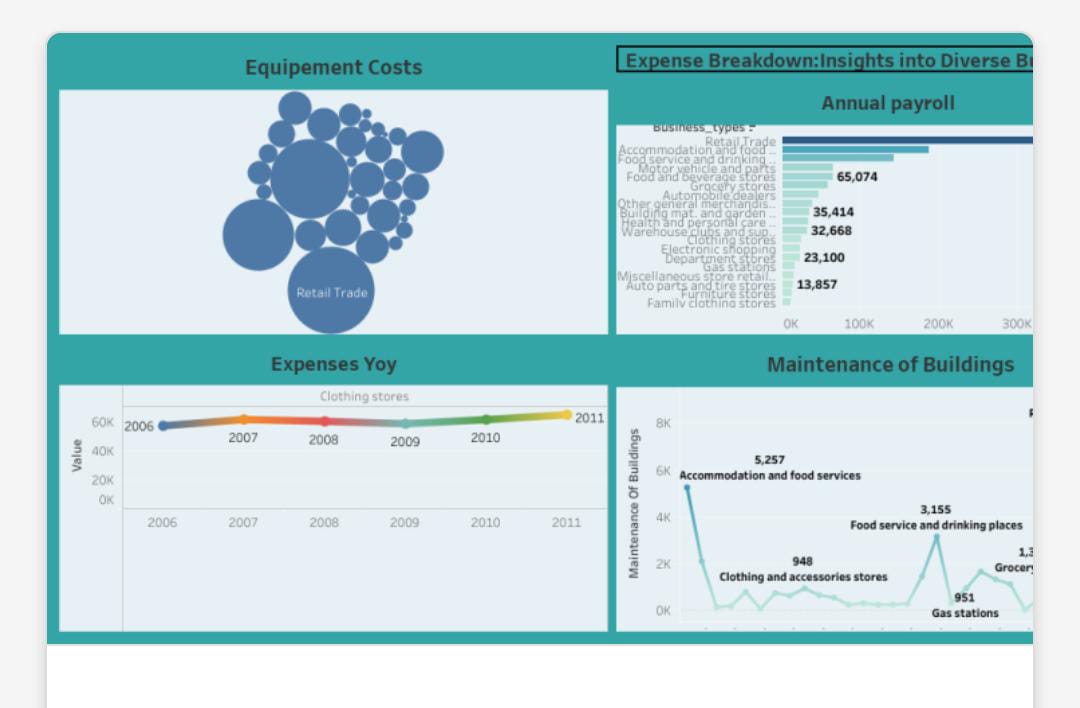 Equipement Costs
Retail Trade
Expense Breakdown:Insights into Diverse
Annual payroll
Business_types
Retail Trade
Accommodation and food ..
Food service and drinking ..
Motor vehicle and parts
Food and beverage stores
65,074
Grocery stores
Automobile dealers
Other general merchandis..
Building mat. and garden ..
35,414
Health and personal care ..
Warehouse clubs and sup..
32,668
Clothing stores
Electronic shopping
Department stores
23,100
Gas stations
Miscellaneous store retail..
Auto parts and tire stores
13,857
Furniture stores
Family clothing stores
0K 100K 200K 300K
Expenses Yoy
Clothing stores
Value
60K
40K
20K
0K
2006
2007
2008
2009
2010
2011
2006 2007 2008 2009 2010 2011
Maintenance of Buildings
Maintenance Of Buildings
8K
6K
4K
2K
0K
5,257
Accommodation and food services
3,155
Food service and drinking places
948
Clothing and accessories stores
Grocery
951
Gas stations